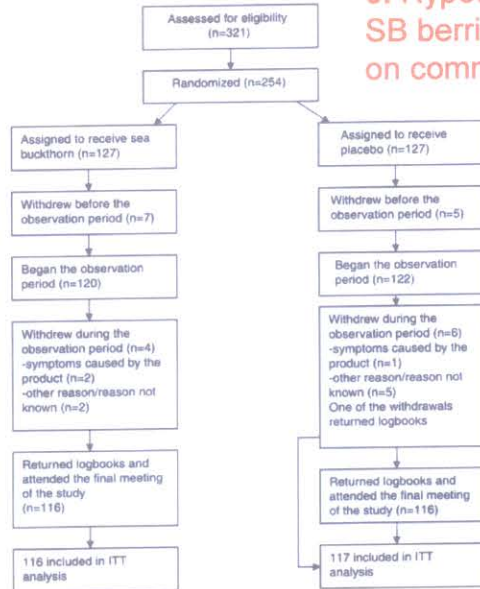 Assessed for eligibility
(n=321)
SB berri
on comm
Randomized (n=254)
Assigned to receive sea
buckthorn (n=127)
Withdrew before the
observation period (n=7)
Began the observation
period (n=120)
Withdrew during the
observation period (n=4)
-symptoms caused by the
product (n=2)
-other reason/reason not
known (n=2)
Returned logbooks and
attended the final meeting
of the study
(n=116)
116 included in ITT
analysis
Assigned to receive
placebo (n=127)
Withdrew before the
observation period (n=5)
Began the observation
period (n=122)
Withdrew during the
observation period (n=6)
-symptoms caused by the
product (n=1)
-other reason/reason not
known (n=5)
One of the withdrawals
returned logbooks
Returned logbooks and
attended the final meeting
of the study (n=116)
117 included in ITT
analysis